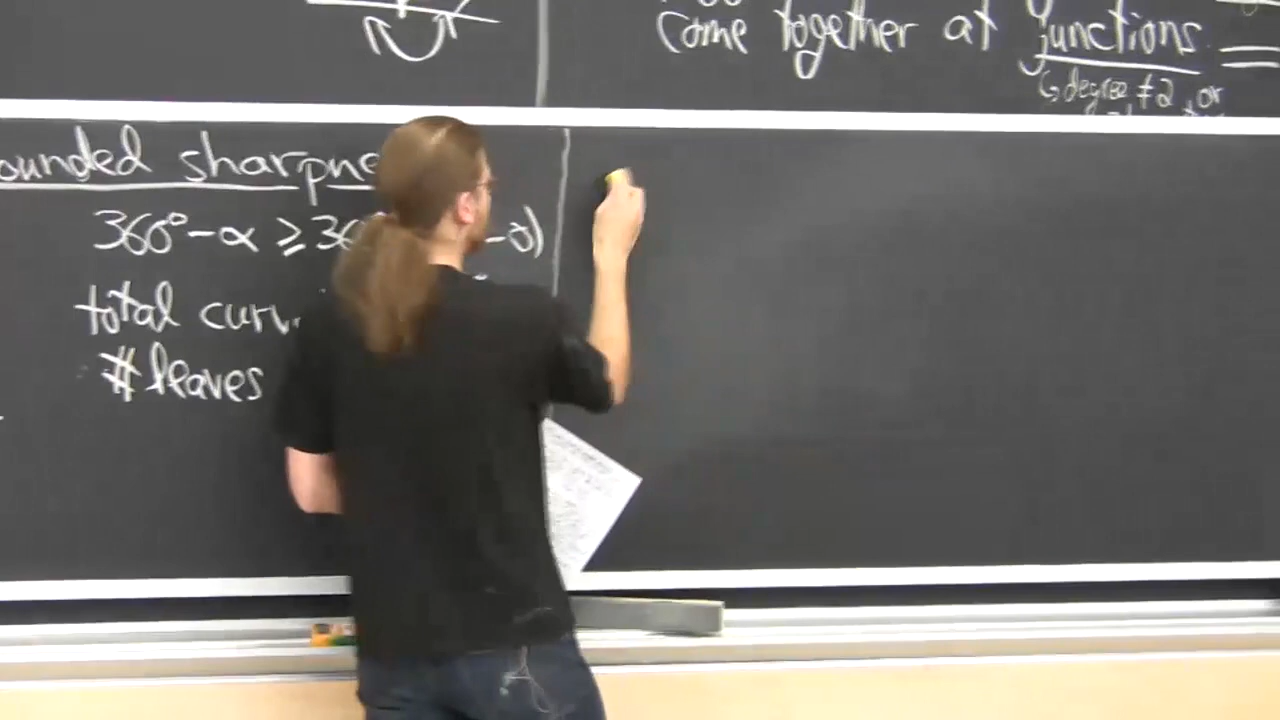 come together at junctions
↳ degree ≠ 2, or
ounded sharpne
360° - α ≥ 36
total curv
# leaves